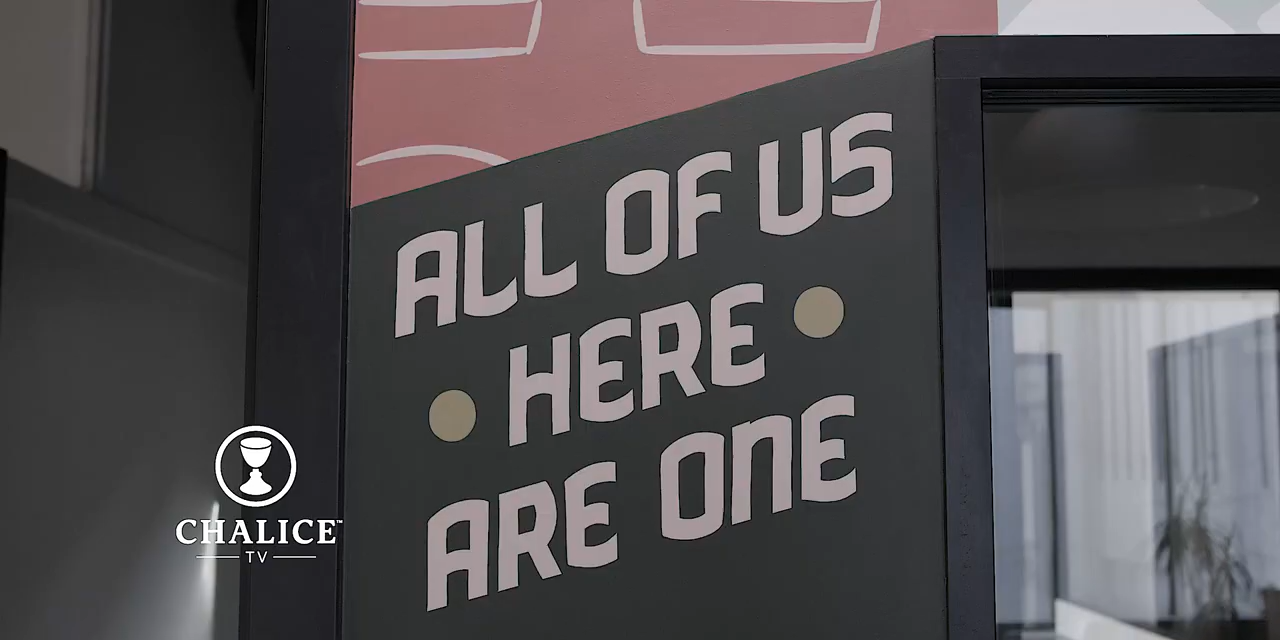 ALL OF US
HERE
ARE ONE
CHALICE™
TV